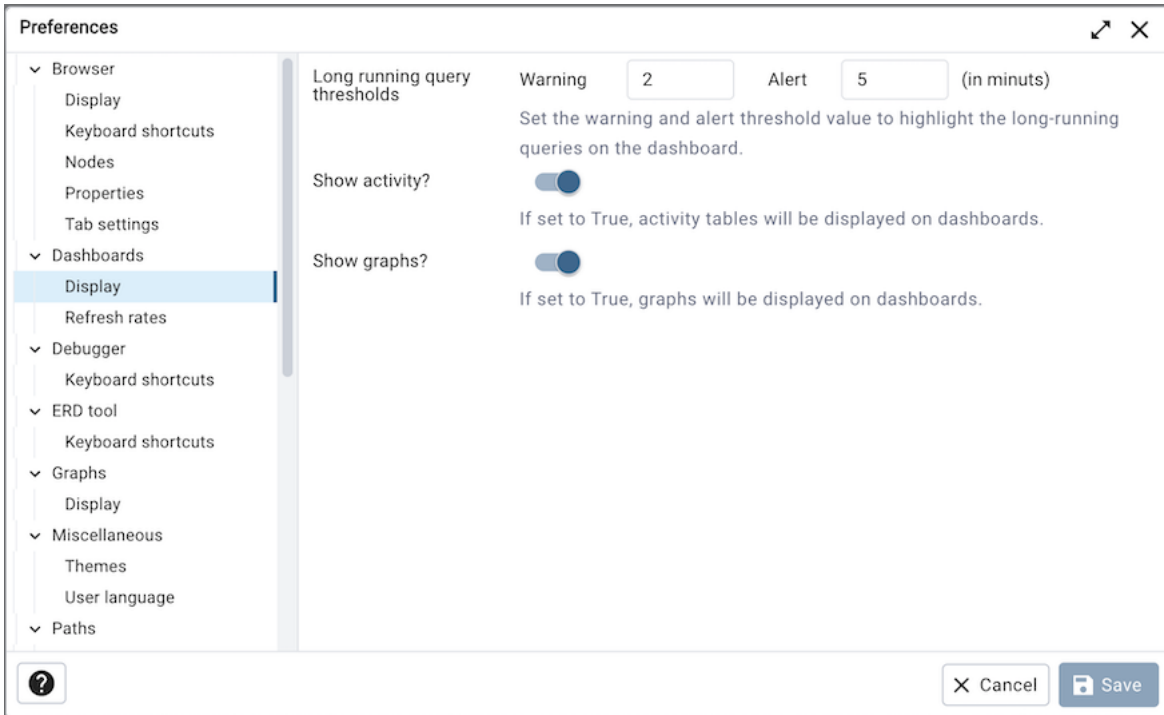 Preferences
Browser
Display
Keyboard shortcuts
Nodes
Properties
Tab settings
Dashboards
Display
Refresh rates
Debugger
Keyboard shortcuts
ERD tool
Keyboard shortcuts
Graphs
Display
Miscellaneous
Themes
User language
Paths
Long running query
thresholds
Warning 2 Alert 5 (in minuts)
Set the warning and alert threshold value to highlight the long-running
queries on the dashboard.
Show activity?
If set to True, activity tables will be displayed on dashboards.
Show graphs?
If set to True, graphs will be displayed on dashboards.
? Cancel Save